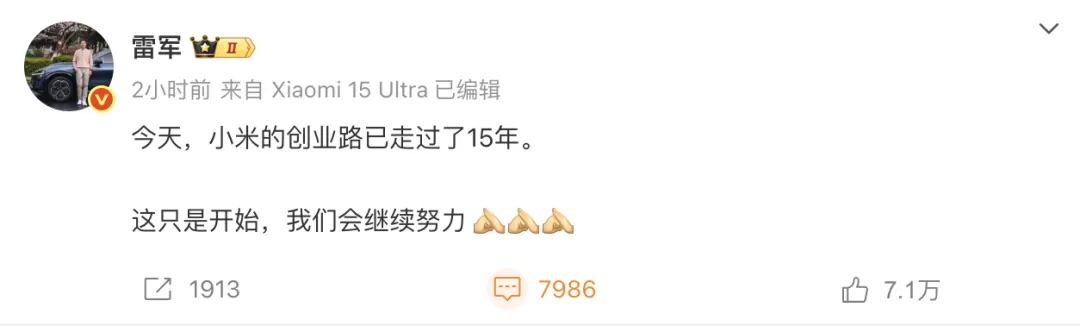 雷军 II
2小时前 来自 Xiaomi 15 Ultra 已编辑
今天，小米的创业路已走过了15年。
这只是开始，我们会继续努力🙏🙏🙏
1913 7986 7.1万